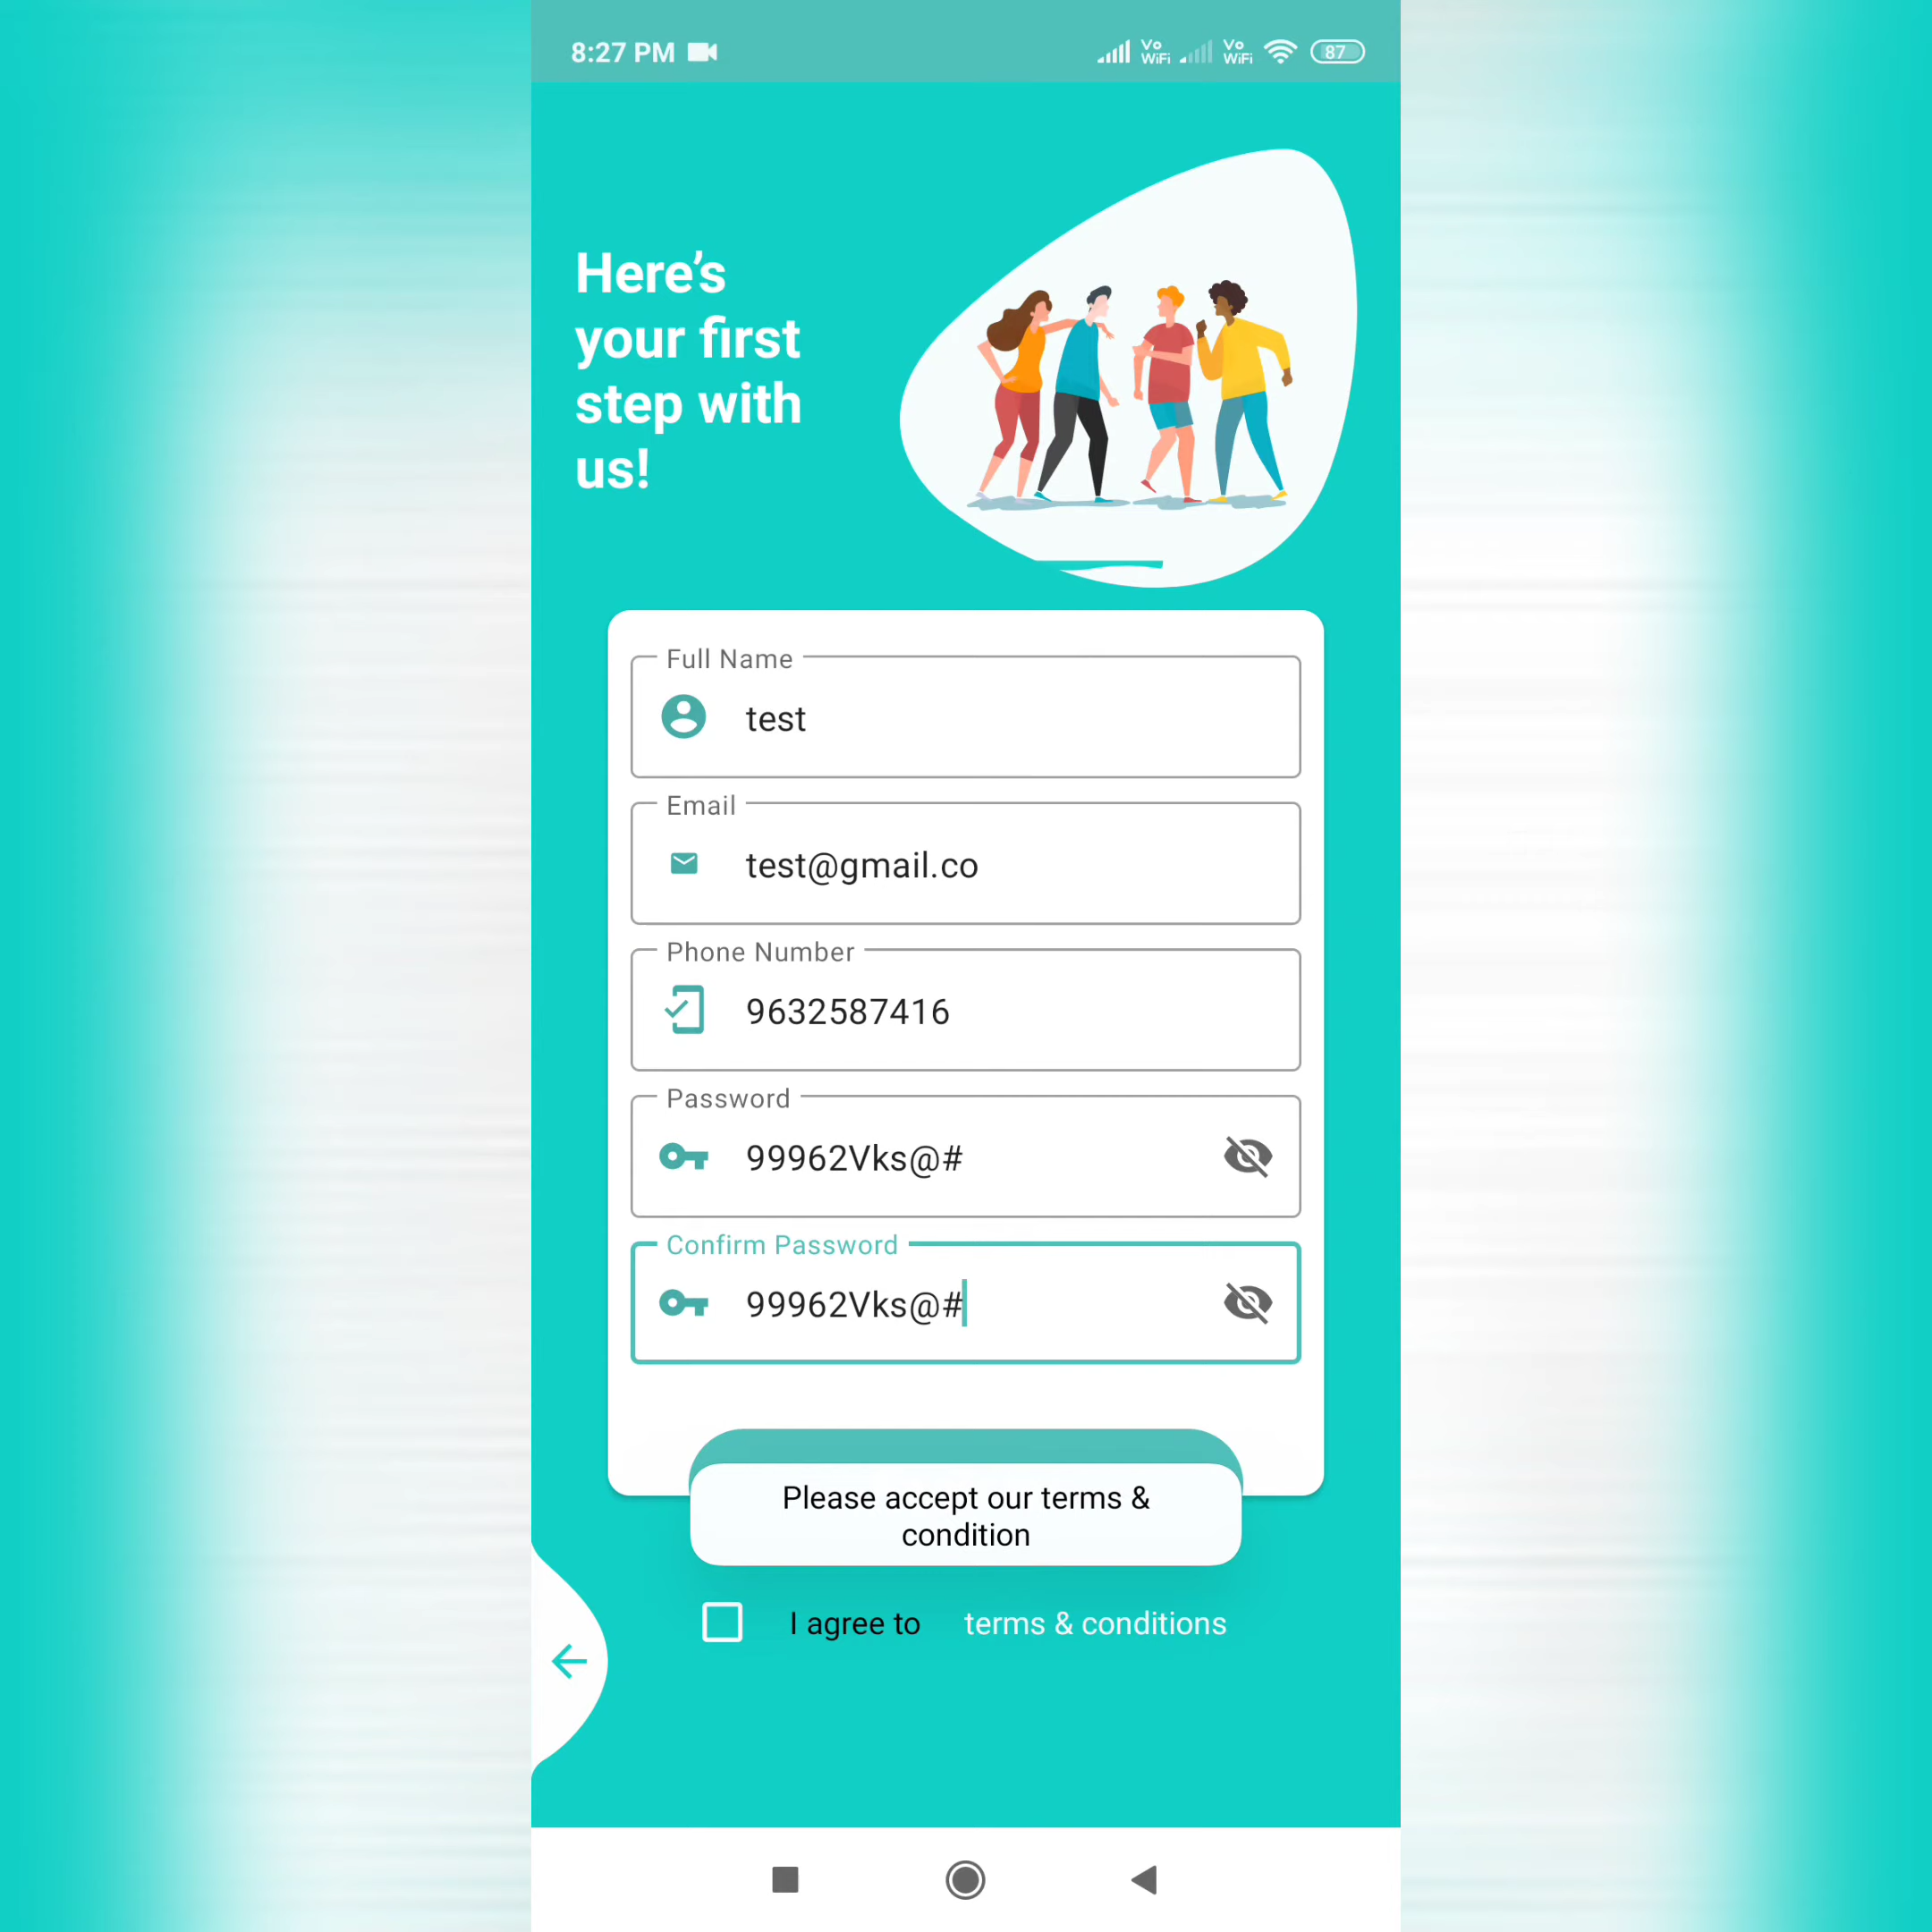 8:27 PM
Vo WiFi Vo WiFi 87
Here’s
your first
step with
us!
Full Name
test
Email
test@gmail.co
Phone Number
9632587416
Password
99962Vks@#
Confirm Password
99962Vks@#
Please accept our terms &
condition
I agree to terms & conditions